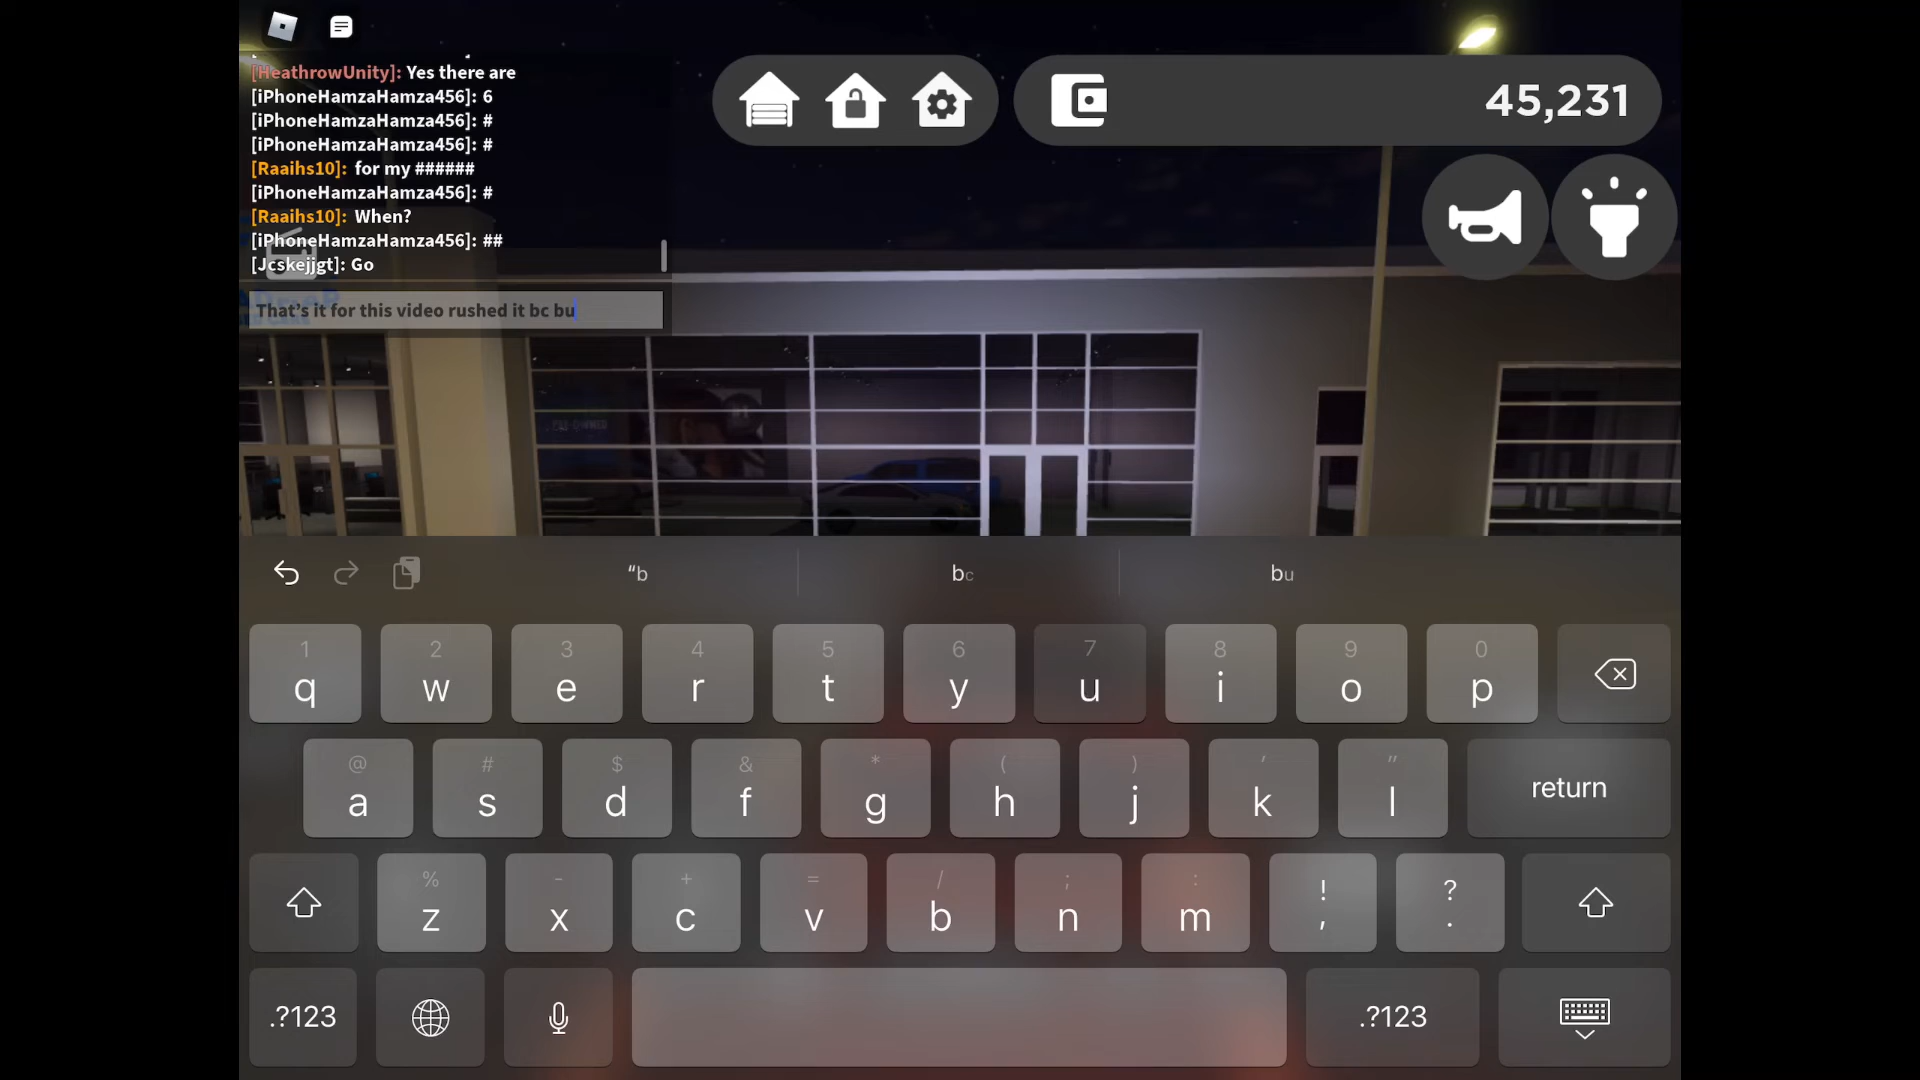 [HeathrowUnity]: Yes there are
[iPhoneHamzaHamza456]: 6
[iPhoneHamzaHamza456]: #
[iPhoneHamzaHamza456]: #
[Raaihs10]: for my ######
[iPhoneHamzaHamza456]: #
[Raaihs10]: When?
[iPhoneHamzaHamza456]: ##
[Jcskejjgt]: Go
That's it for this video rushed it bc bu
45,231
PRE-OWNED
“b bc bu
1 2 3 4 5 6 7 8 9 0
q w e r t y u i o p
@ # $ & * ( ) ' "
a s d f g h j k l return
% - + = / ; : ! ?
z x c v b n m , .
.?123 .?123